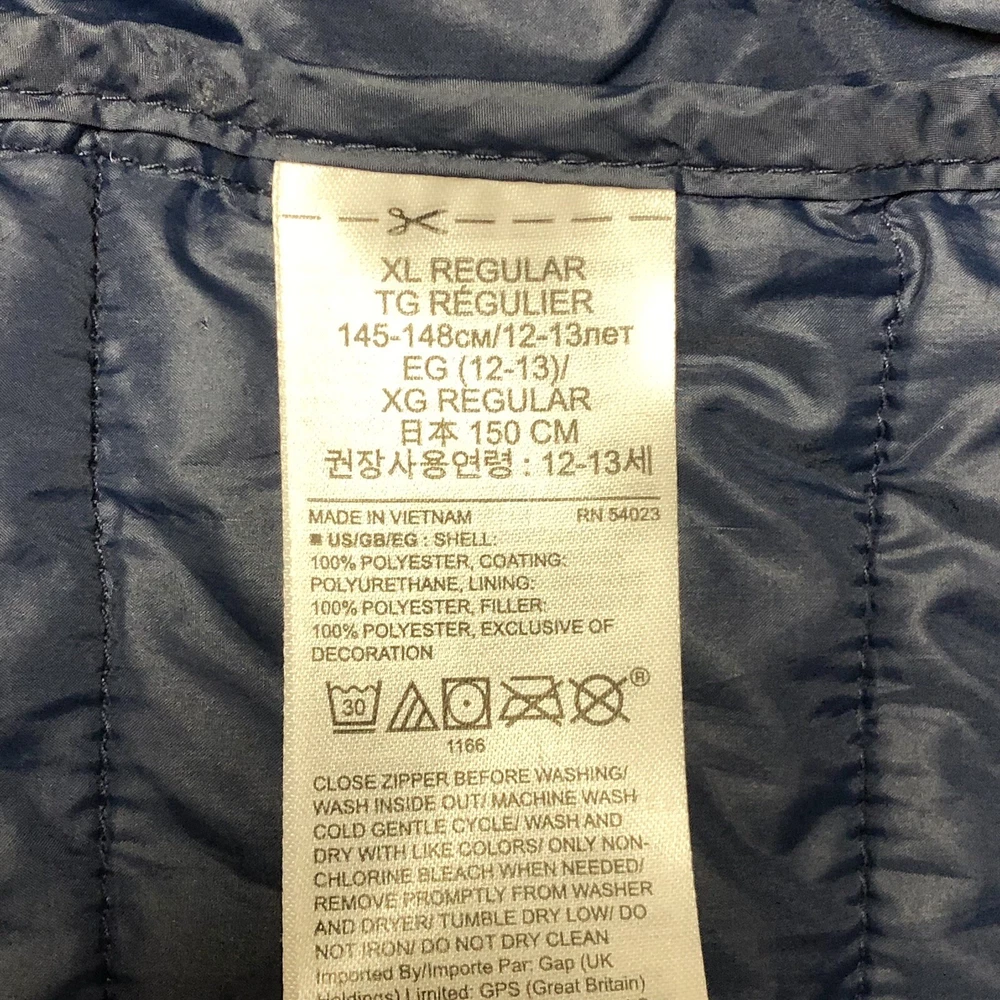 XL REGULAR
TG RÉGULIER
145-148см/12-13лет
EG (12-13)/
XG REGULAR
日本 150 CM
권장사용연령 : 12-13세
MADE IN VIETNAM RN 54023
■ US/GB/EG : SHELL:
100% POLYESTER, COATING:
POLYURETHANE, LINING:
100% POLYESTER, FILLER:
100% POLYESTER, EXCLUSIVE OF
DECORATION
30 ®
1166
CLOSE ZIPPER BEFORE WASHING/
WASH INSIDE OUT/ MACHINE WASH
COLD GENTLE CYCLE/ WASH AND
DRY WITH LIKE COLORS/ ONLY NON-
CHLORINE BLEACH WHEN NEEDED/
REMOVE PROMPTLY FROM WASHER
AND DRYER/ TUMBLE DRY LOW/ DO
NOT IRON/ DO NOT DRY CLEAN
Imported By/Importe Par: Gap (UK
Holdings) Limited: GPS (Great Britain)